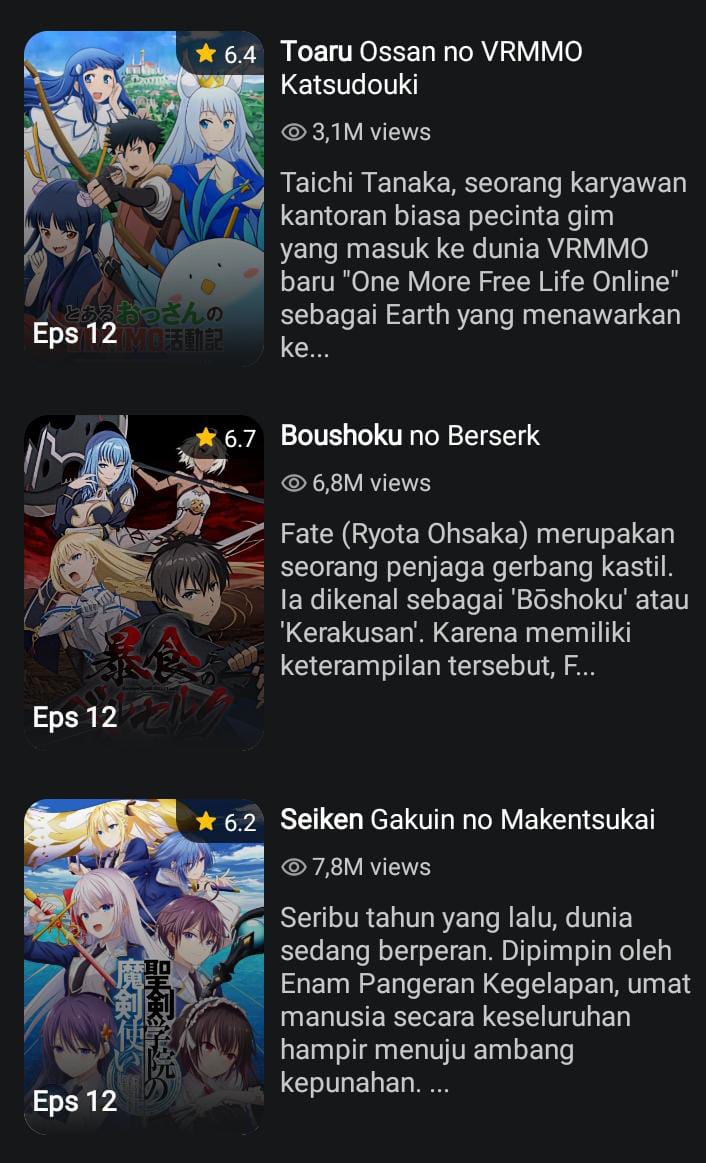 6.4
Toaru Ossan no VRMMO
Katsudouki
3,1M views
Taichi Tanaka, seorang karyawan
kantoran biasa pecinta gim
yang masuk ke dunia VRMMO
baru "One More Free Life Online"
sebagai Earth yang menawarkan
ke...
とあるおっさんの
VRMMO活動記
Eps 12
6.7
Boushoku no Berserk
6,8M views
Fate (Ryota Ohsaka) merupakan
seorang penjaga gerbang kastil.
Ia dikenal sebagai 'Bōshoku' atau
'Kerakusan'. Karena memiliki
keterampilan tersebut, F...
暴食の
ベルセルク
Eps 12
6.2
Seiken Gakuin no Makentsukai
7,8M views
Seribu tahun yang lalu, dunia
sedang berperan. Dipimpin oleh
Enam Pangeran Kegelapan, umat
manusia secara keseluruhan
hampir menuju ambang
kepunahan. ...
聖剣学院の
魔剣使い
Eps 12